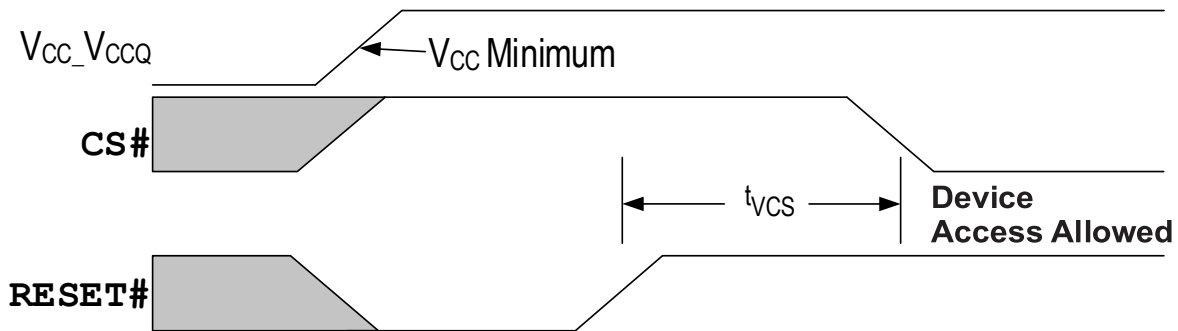 VCC_VCCQ
VCC Minimum
CS#
tVCS
Device
Access Allowed
RESET#